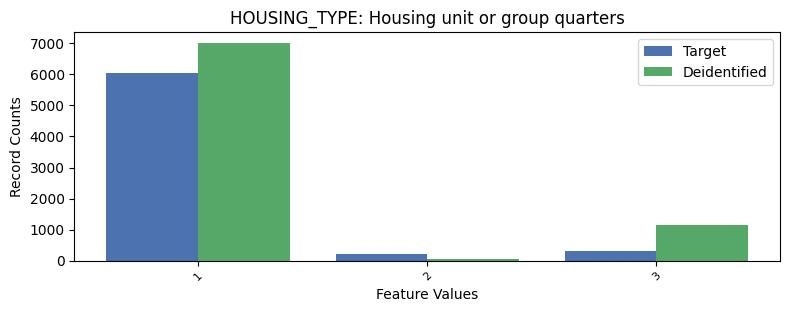 HOUSING_TYPE: Housing unit or group quarters
Target
Deidentified
Record Counts
7000
6000
5000
4000
3000
2000
1000
0
1
2
3
Feature Values